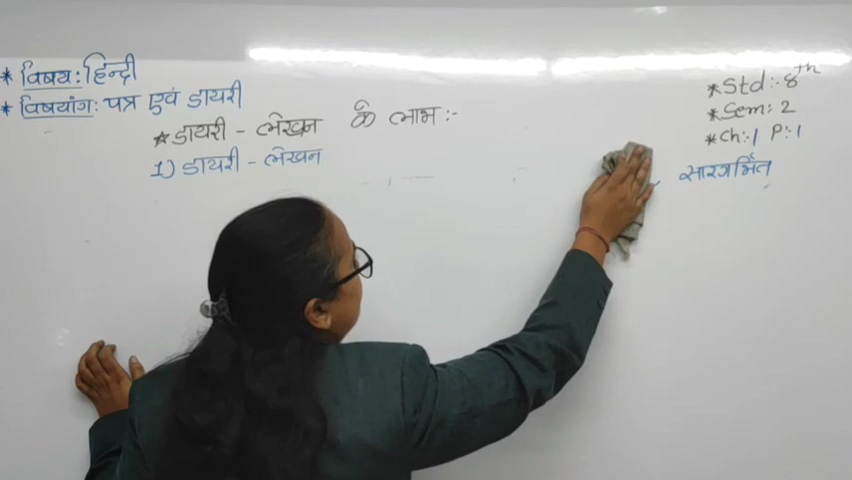 * विषय: हिन्दी
* विषयांग: पत्र एवं डायरी
* डायरी - लेखन के लाभ :-
1) डायरी - लेखन
* Std:- 8th
* Sem: 2
* Ch:-1 P:-1
सारगर्भित